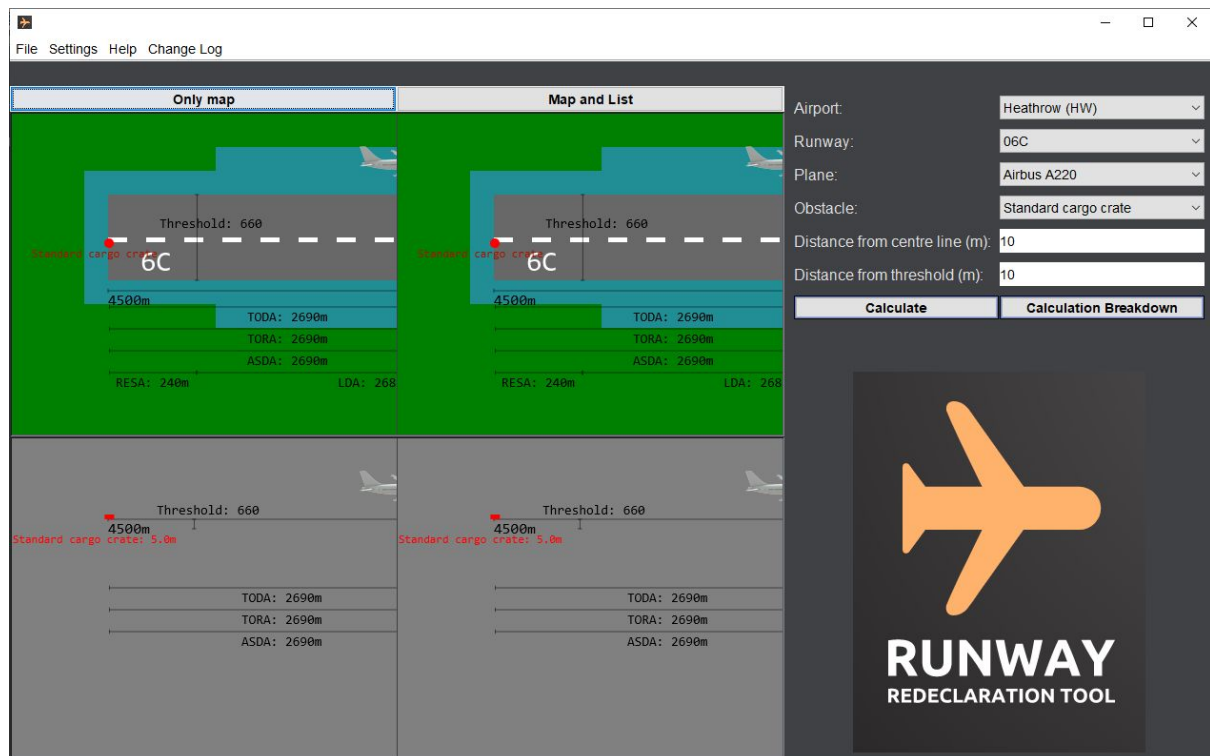 File Settings Help Change Log
Only map
Map and List
Threshold: 660
Standard cargo crate
6C
4500m
TODA: 2690m
TORA: 2690m
ASDA: 2690m
RESA: 240m
LDA: 268
Threshold: 660
Standard cargo crate
6C
4500m
TODA: 2690m
TORA: 2690m
ASDA: 2690m
RESA: 240m
LDA: 268
Threshold: 660
4500m
Standard cargo crate: 5.0m
TODA: 2690m
TORA: 2690m
ASDA: 2690m
Threshold: 660
4500m
Standard cargo crate: 5.0m
TODA: 2690m
TORA: 2690m
ASDA: 2690m
Airport: Heathrow (HW)
Runway: 06C
Plane: Airbus A220
Obstacle: Standard cargo crate
Distance from centre line (m): 10
Distance from threshold (m): 10
Calculate
Calculation Breakdown
RUNWAY
REDECLARATION TOOL